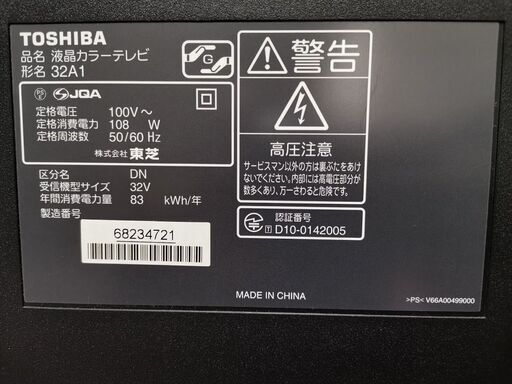 TOSHIBA
品名 液晶カラーテレビ
形名 32A1
G
PS E JQA
定格電圧 100V～
定格消費電力 108 W
定格周波数 50/60 Hz
株式会社 東芝
区分名 DN
受信機型サイズ 32V
年間消費電力量 83 kWh/年
製造番号
68234721
警告
高圧注意
サービスマン以外の方は裏ぶたをあけ
ないでください。内部には高電圧部分が
数多くあり、万一さわると危険です。
認証番号
T D10-0142005
MADE IN CHINA
>PS< V66A00499000